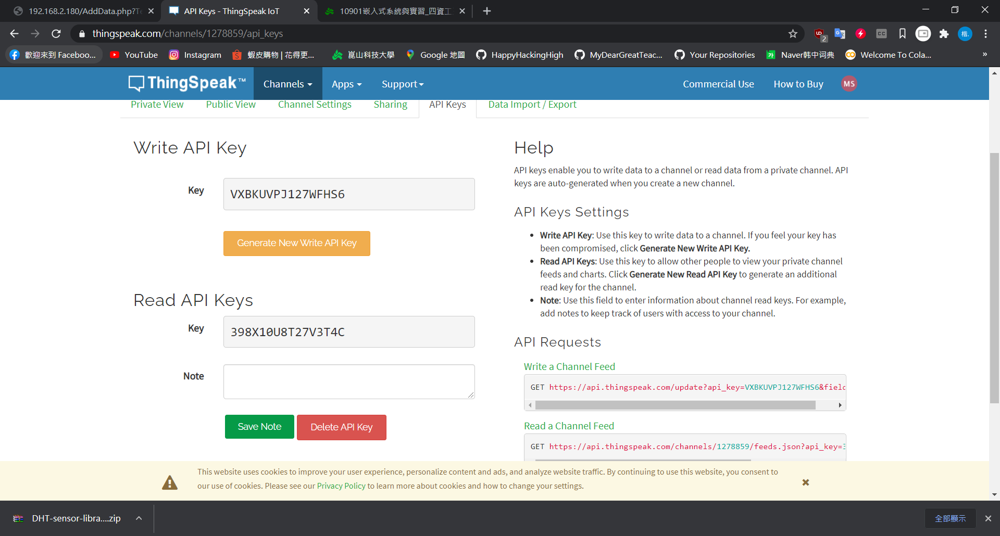 192.168.2.180/AddData.php?Te
API Keys - ThingSpeak IoT
10901嵌入式系統與實習_四資工
thingspeak.com/channels/1278859/api_keys
2
CC
楷.
歡迎來到 Faceboo...
YouTube
Instagram
蝦皮購物 | 花得更...
崑山科技大學
Google 地圖
HappyHackingHigh
MyDearGreatTeac...
Your Repositories
Naver韩中词典
Welcome To Cola...
»
ThingSpeak™
Channels
Apps
Support
Commercial Use
How to Buy
MS
Private View
Public View
Channel Settings
Sharing
API Keys
Data Import / Export
Write API Key
Key
VXBKUVPJ127WFHS6
Generate New Write API Key
Read API Keys
Key
398X10U8T27V3T4C
Note
Save Note
Delete API Key
Help
API keys enable you to write data to a channel or read data from a private channel. API
keys are auto-generated when you create a new channel.
API Keys Settings
• Write API Key: Use this key to write data to a channel. If you feel your key has
been compromised, click Generate New Write API Key.
• Read API Keys: Use this key to allow other people to view your private channel
feeds and charts. Click Generate New Read API Key to generate an additional
read key for the channel.
• Note: Use this field to enter information about channel read keys. For example,
add notes to keep track of users with access to your channel.
API Requests
Write a Channel Feed
GET https://api.thingspeak.com/update?api_key=VXBKUVPJ127WFHS6&field
Read a Channel Feed
GET https://api.thingspeak.com/channels/1278859/feeds.json?api_key=3
This website uses cookies to improve your user experience, personalize content and ads, and analyze website traffic. By continuing to use this website, you consent to
our use of cookies. Please see our Privacy Policy to learn more about cookies and how to change your settings.
DHT-sensor-libra....zip
全部顯示